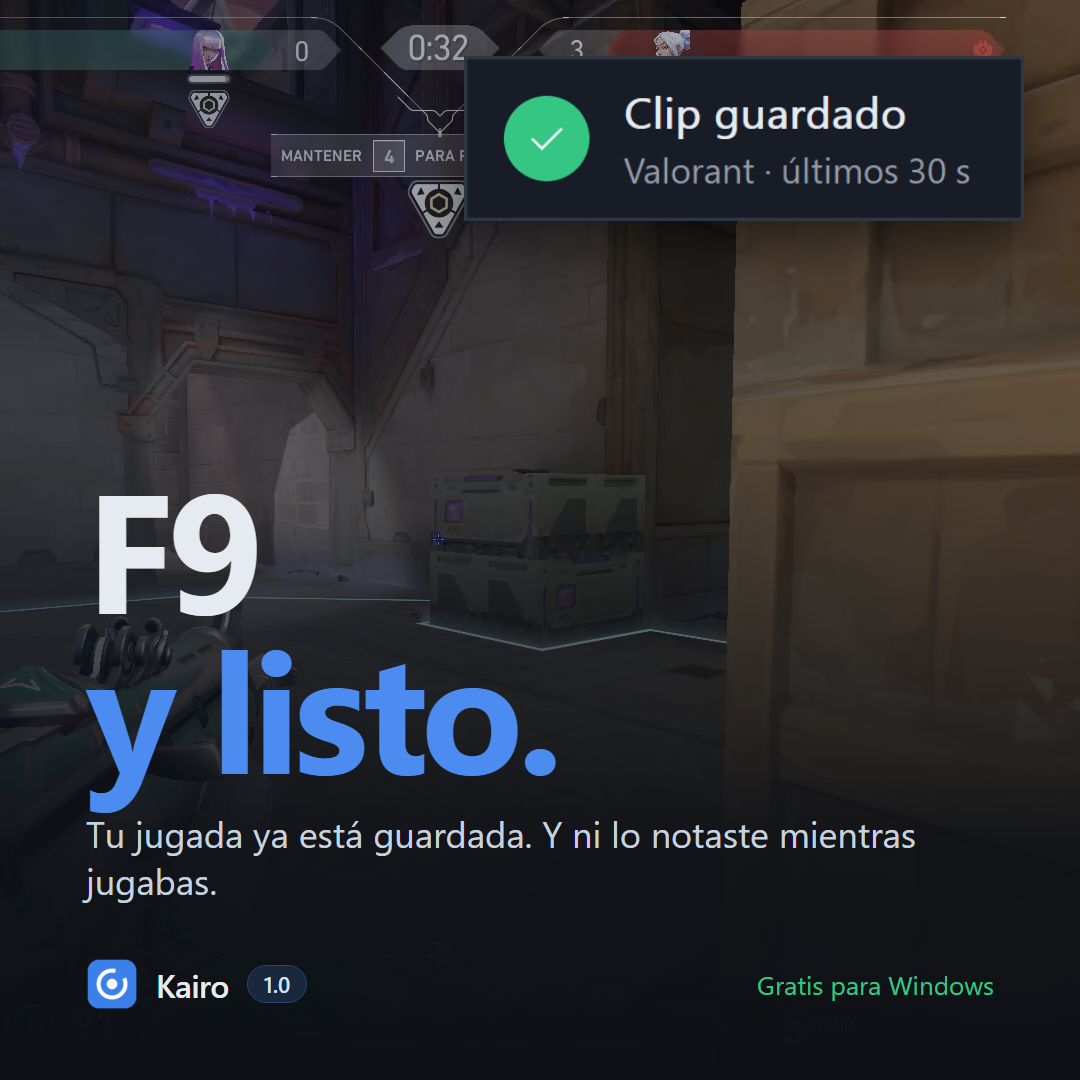 0
0:32
3
MANTENER 4 PARA
Clip guardado
Valorant · últimos 30 s
F9
y listo.
Tu jugada ya está guardada. Y ni lo notaste mientras
jugabas.
Kairo 1.0
Gratis para Windows